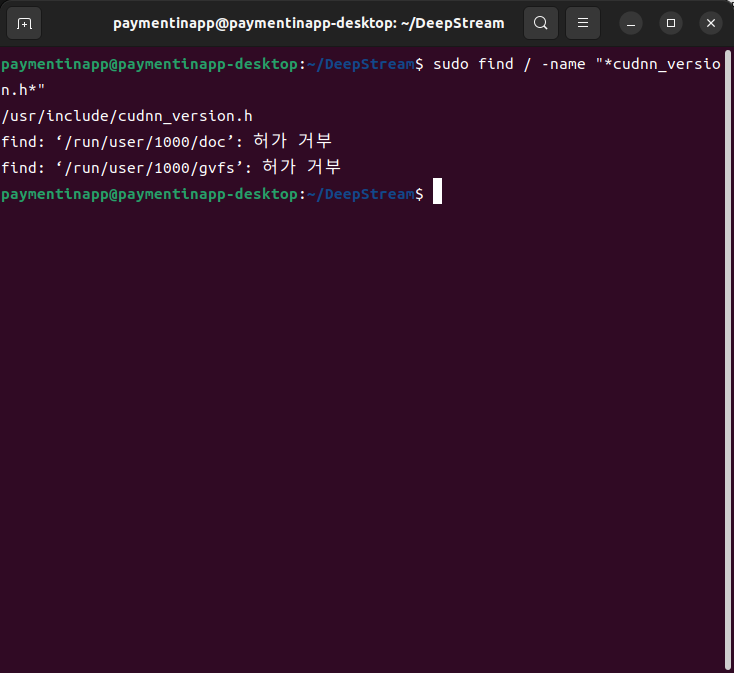 paymentinapp@paymentinapp-desktop: ~/DeepStream
paymentinapp@paymentinapp-desktop:~/DeepStream$ sudo find / -name "*cudnn_versio
n.h*"
/usr/include/cudnn_version.h
find: ‘/run/user/1000/doc’: 허가 거부
find: ‘/run/user/1000/gvfs’: 허가 거부
paymentinapp@paymentinapp-desktop:~/DeepStream$